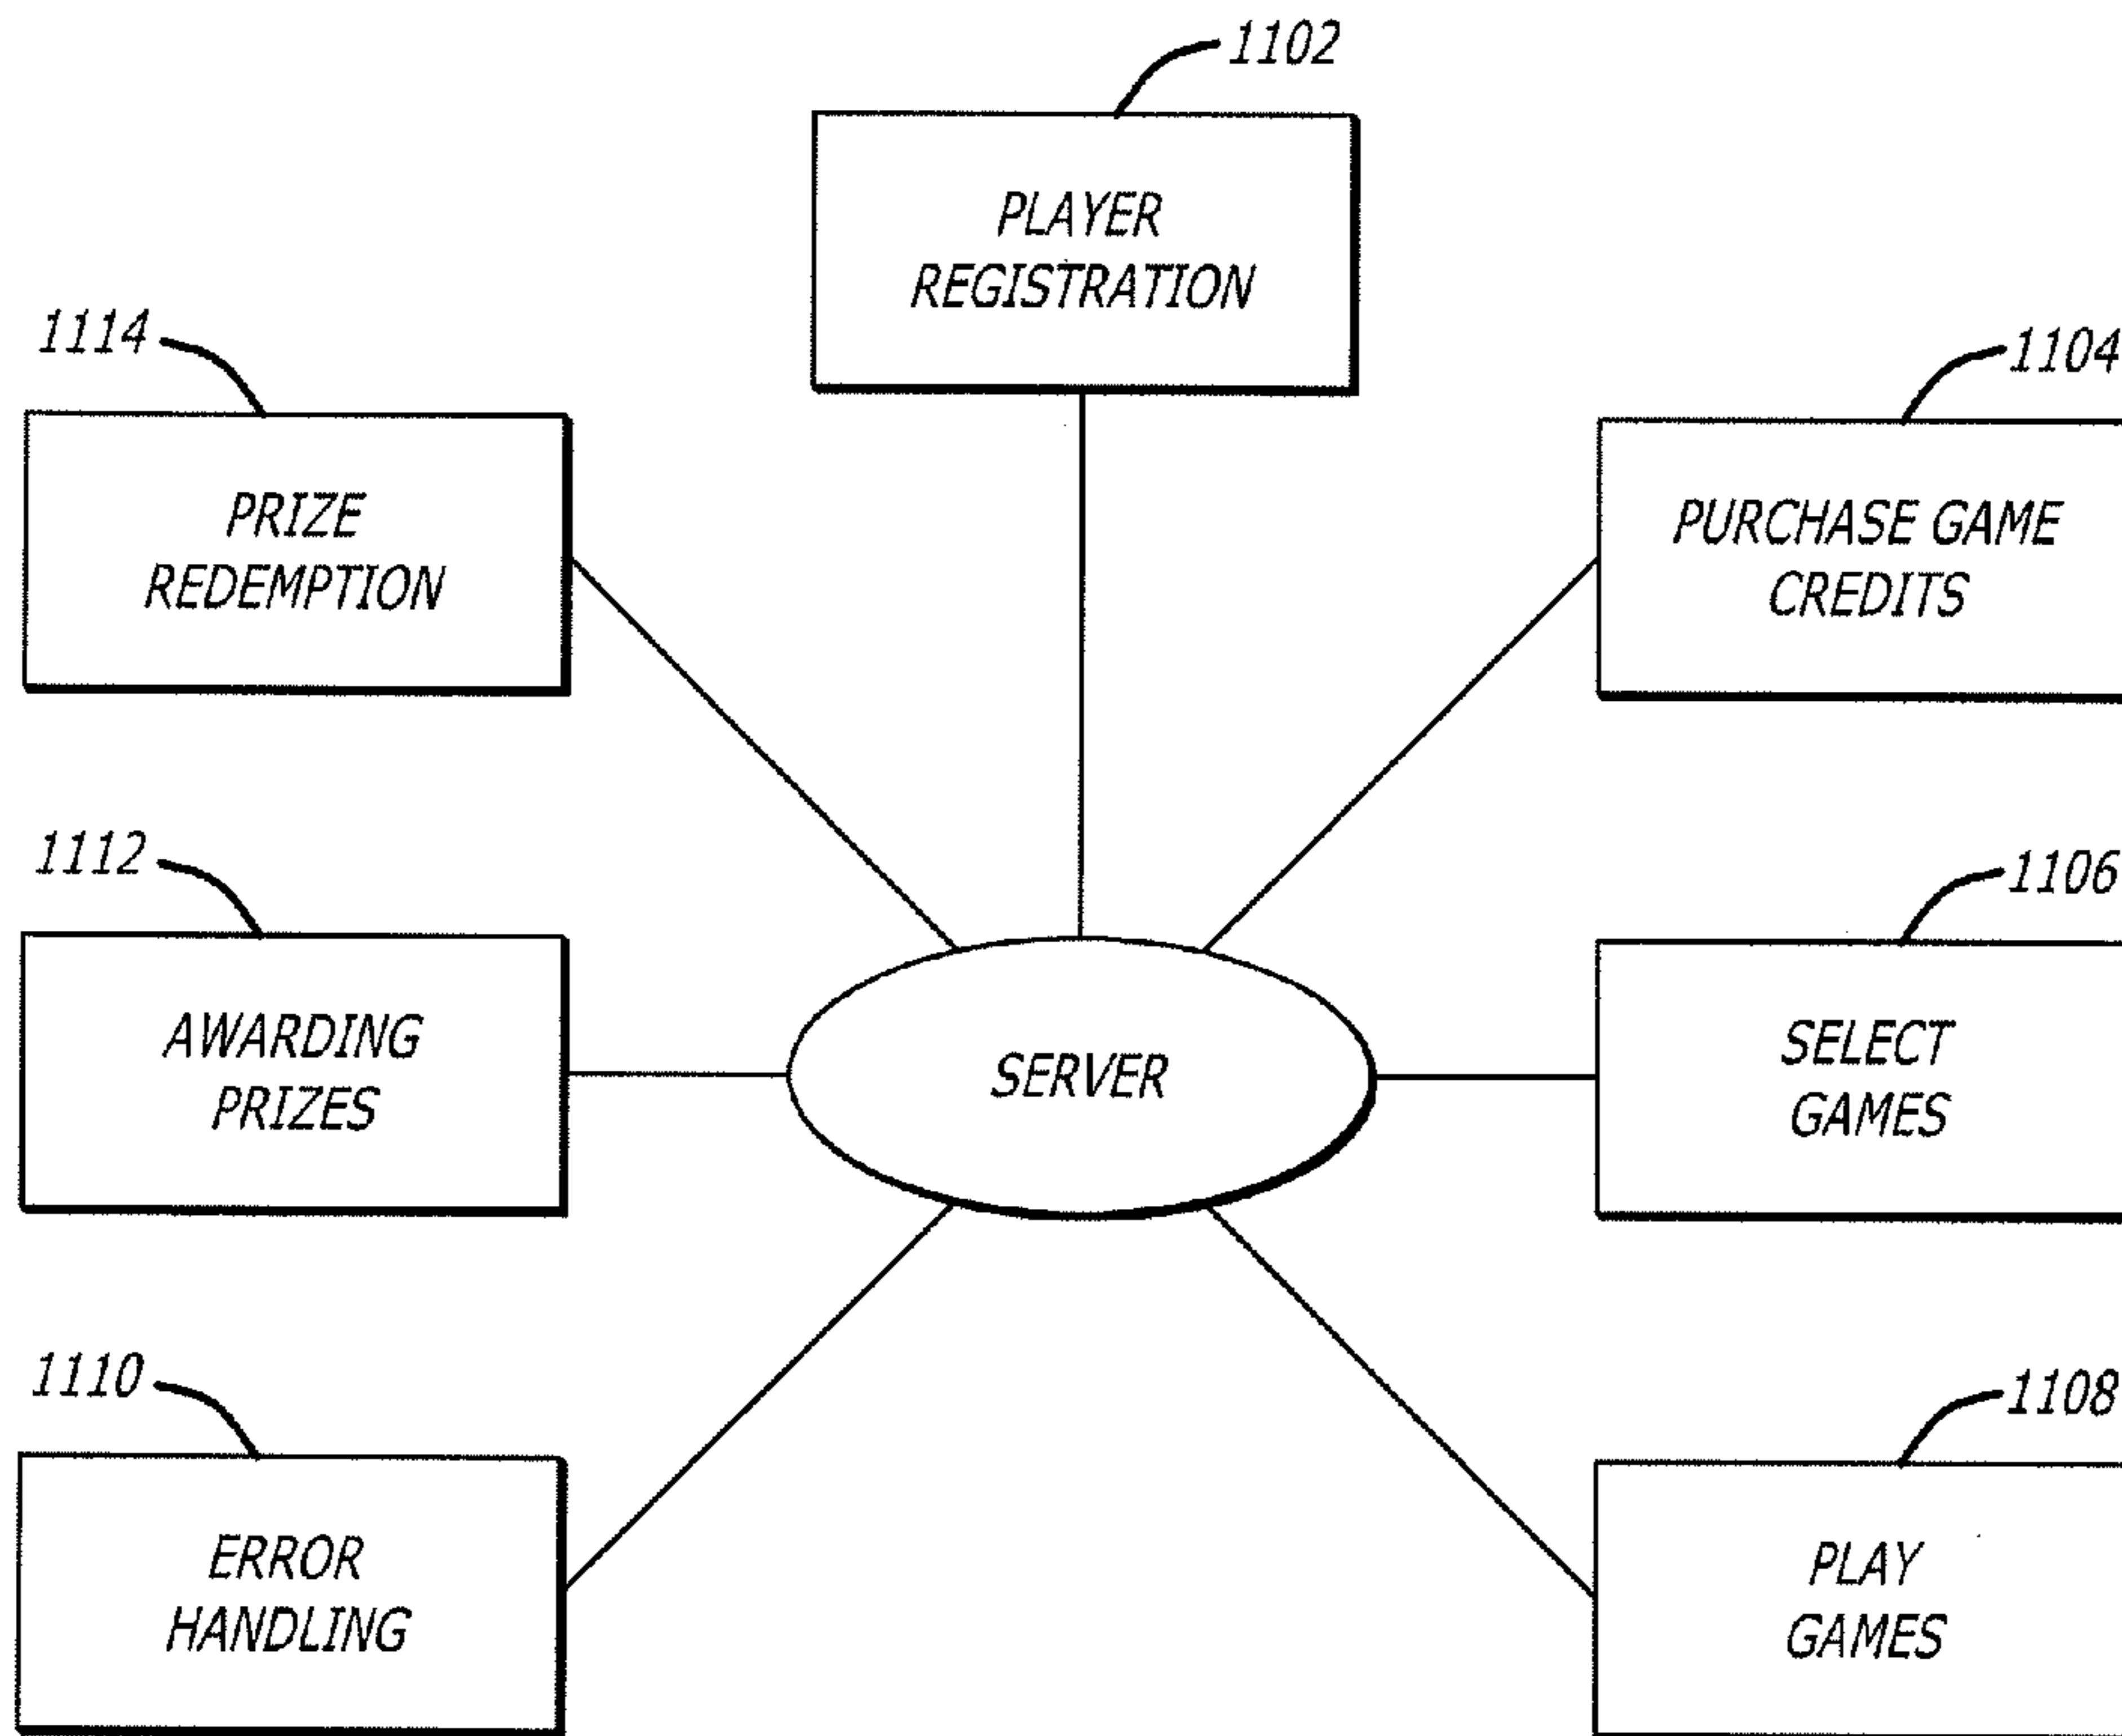 1102
PLAYER
REGISTRATION
1114
PRIZE
REDEMPTION
1104
PURCHASE GAME
CREDITS
1112
AWARDING
PRIZES
SERVER
1106
SELECT
GAMES
1110
ERROR
HANDLING
1108
PLAY
GAMES